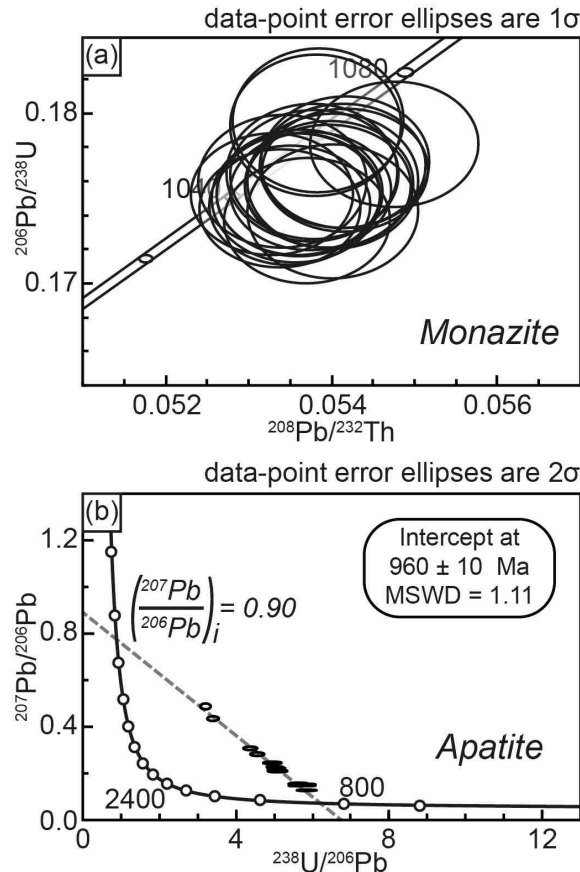 data-point error ellipses are 1σ
(a)
1080
0.18
206Pb/238U
0.17
Monazite
0.052
0.054
0.056
208Pb/232Th
data-point error ellipses are 2σ
(b)
1.2
Intercept at
960 ± 10 Ma
MSWD = 1.11
(207Pb/206Pb)i = 0.90
0.8
207Pb/206Pb
0.4
Apatite
2400
800
0.0
0
4
8
12
238U/206Pb